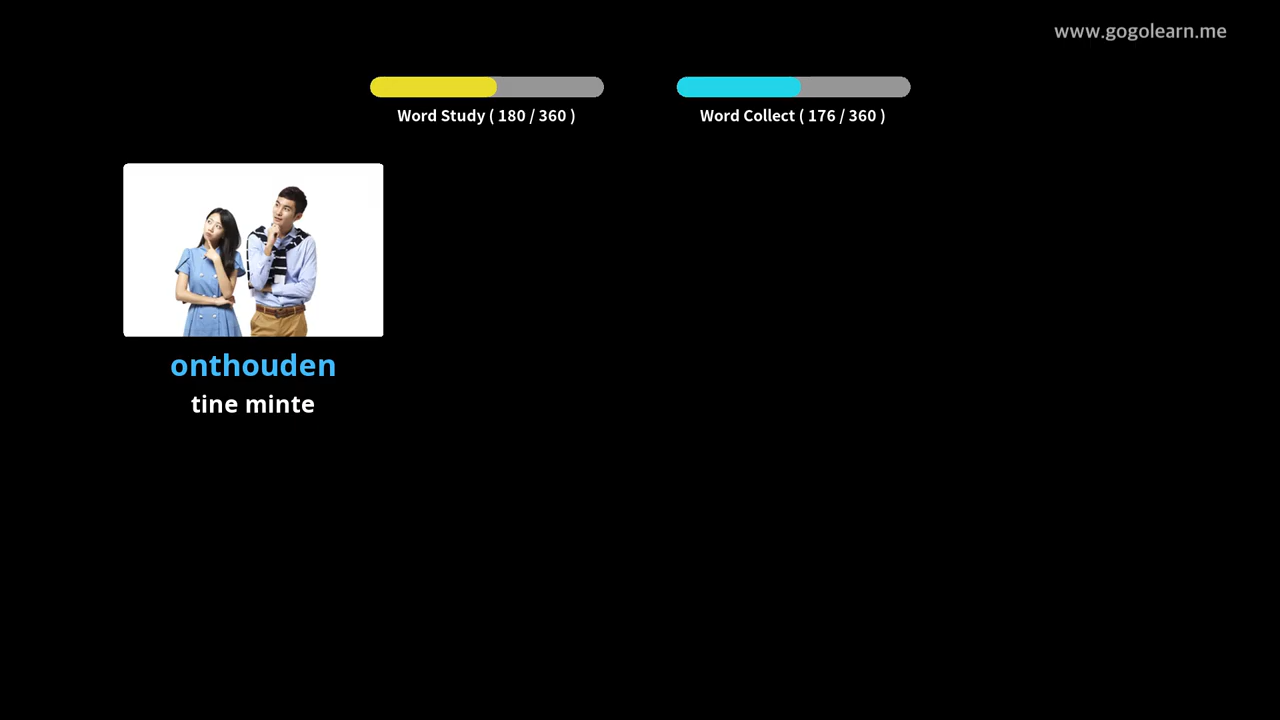 www.gogolearn.me
Word Study ( 180 / 360 )
Word Collect ( 176 / 360 )
onthouden
tine minte